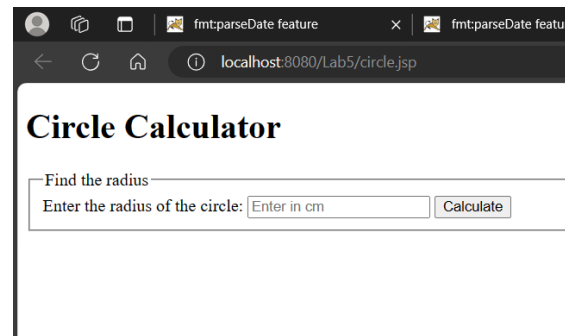 fmt:parseDate feature
fmt:parseDate featu
localhost:8080/Lab5/circle.jsp
Circle Calculator
Find the radius
Enter the radius of the circle: Enter in cm Calculate